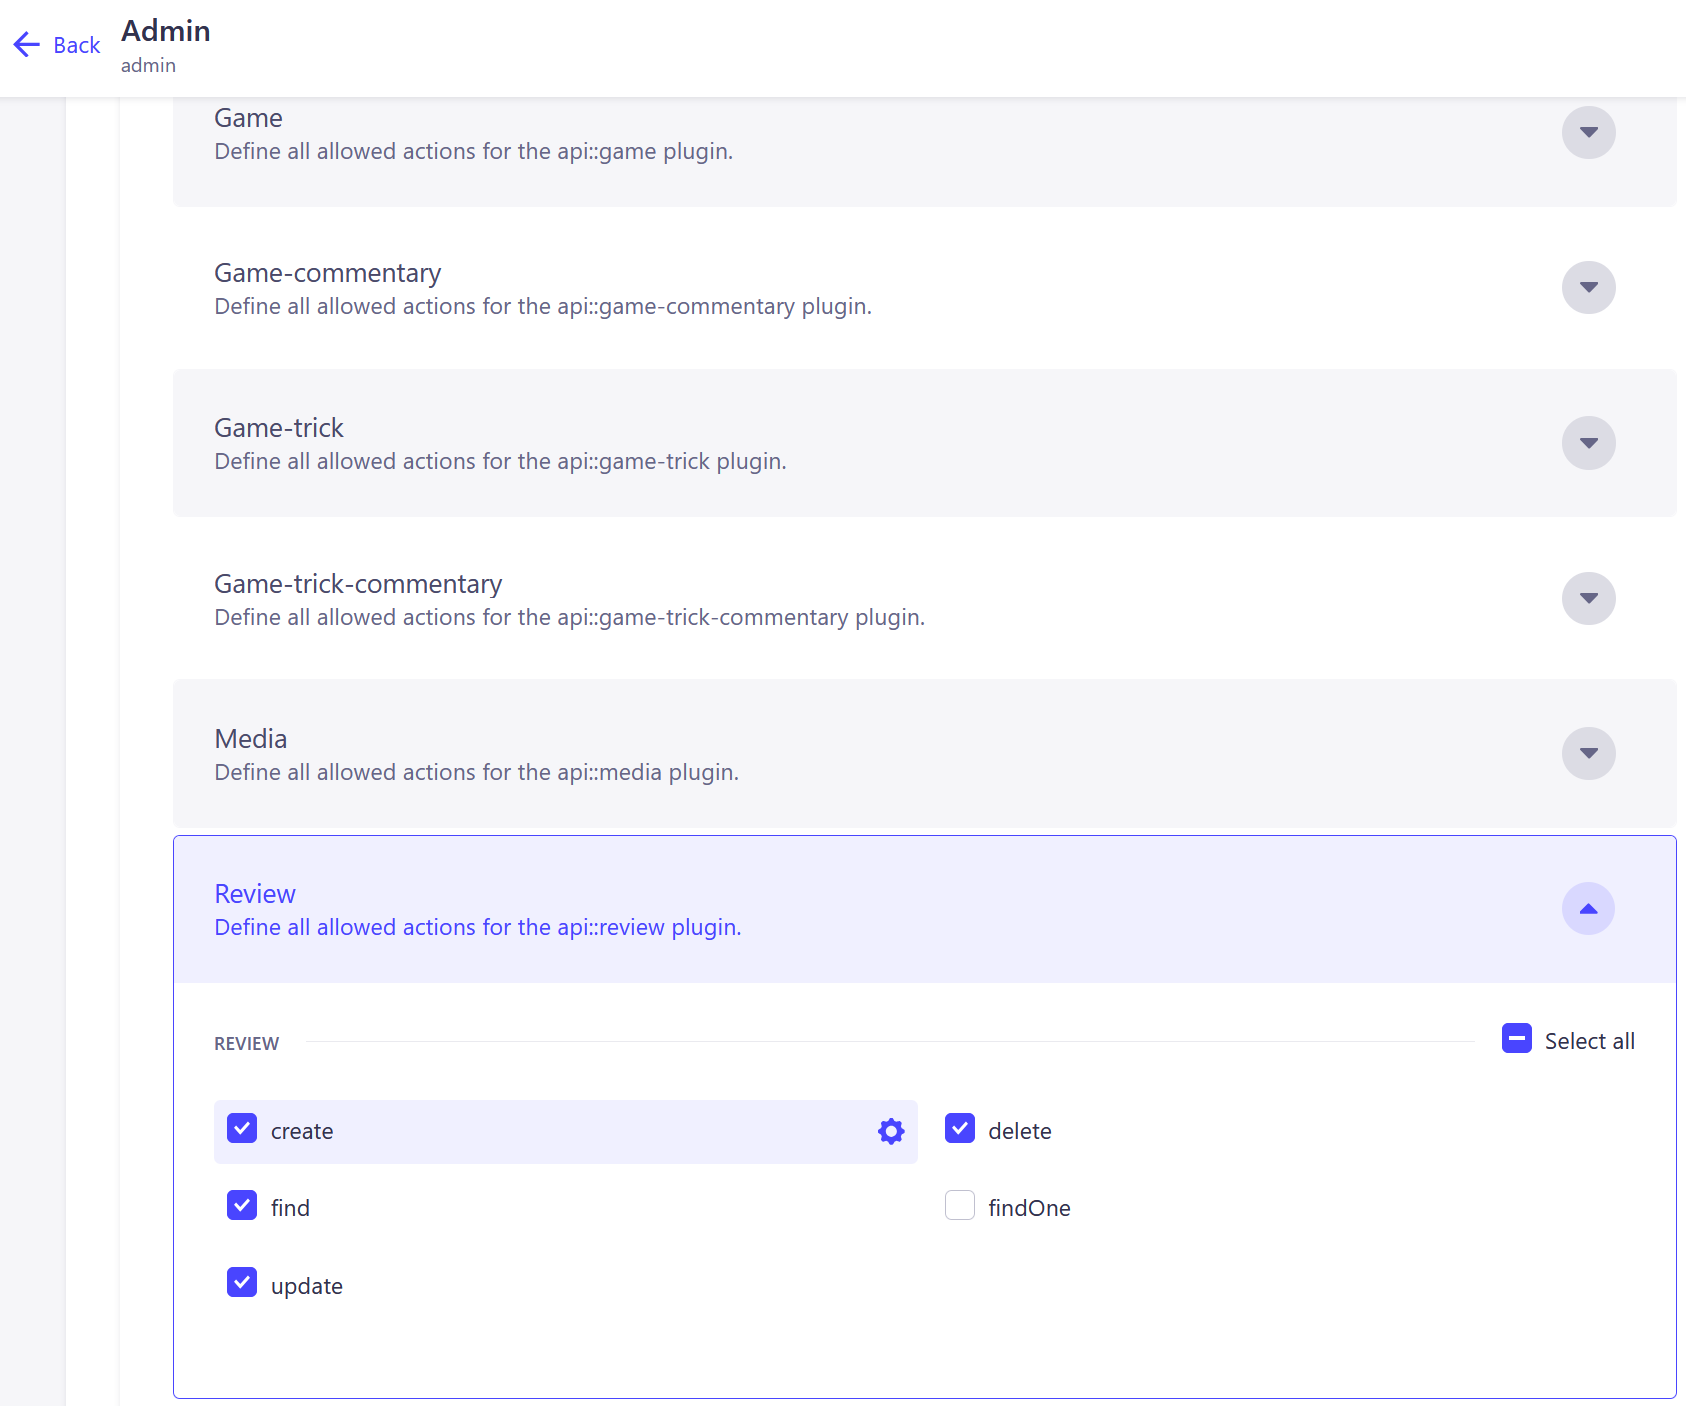 Back
Admin
admin
Game
Define all allowed actions for the api::game plugin.
Game-commentary
Define all allowed actions for the api::game-commentary plugin.
Game-trick
Define all allowed actions for the api::game-trick plugin.
Game-trick-commentary
Define all allowed actions for the api::game-trick-commentary plugin.
Media
Define all allowed actions for the api::media plugin.
Review
Define all allowed actions for the api::review plugin.
REVIEW
Select all
create
delete
find
findOne
update